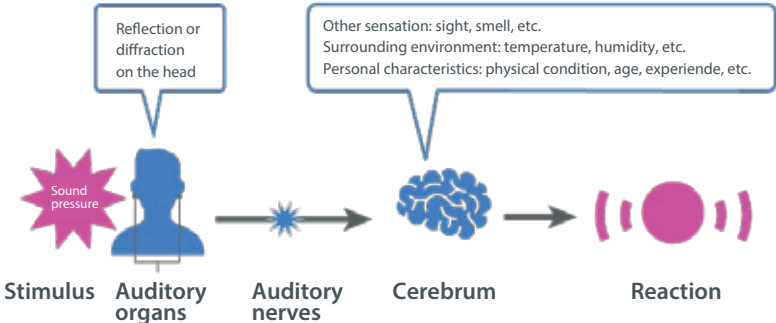 Reflection or
diffraction
on the head
Other sensation: sight, smell, etc.
Surrounding environment: temperature, humidity, etc.
Personal characteristics: physical condition, age, experiende, etc.
Sound
pressure
Stimulus
Auditory
organs
Auditory
nerves
Cerebrum
Reaction